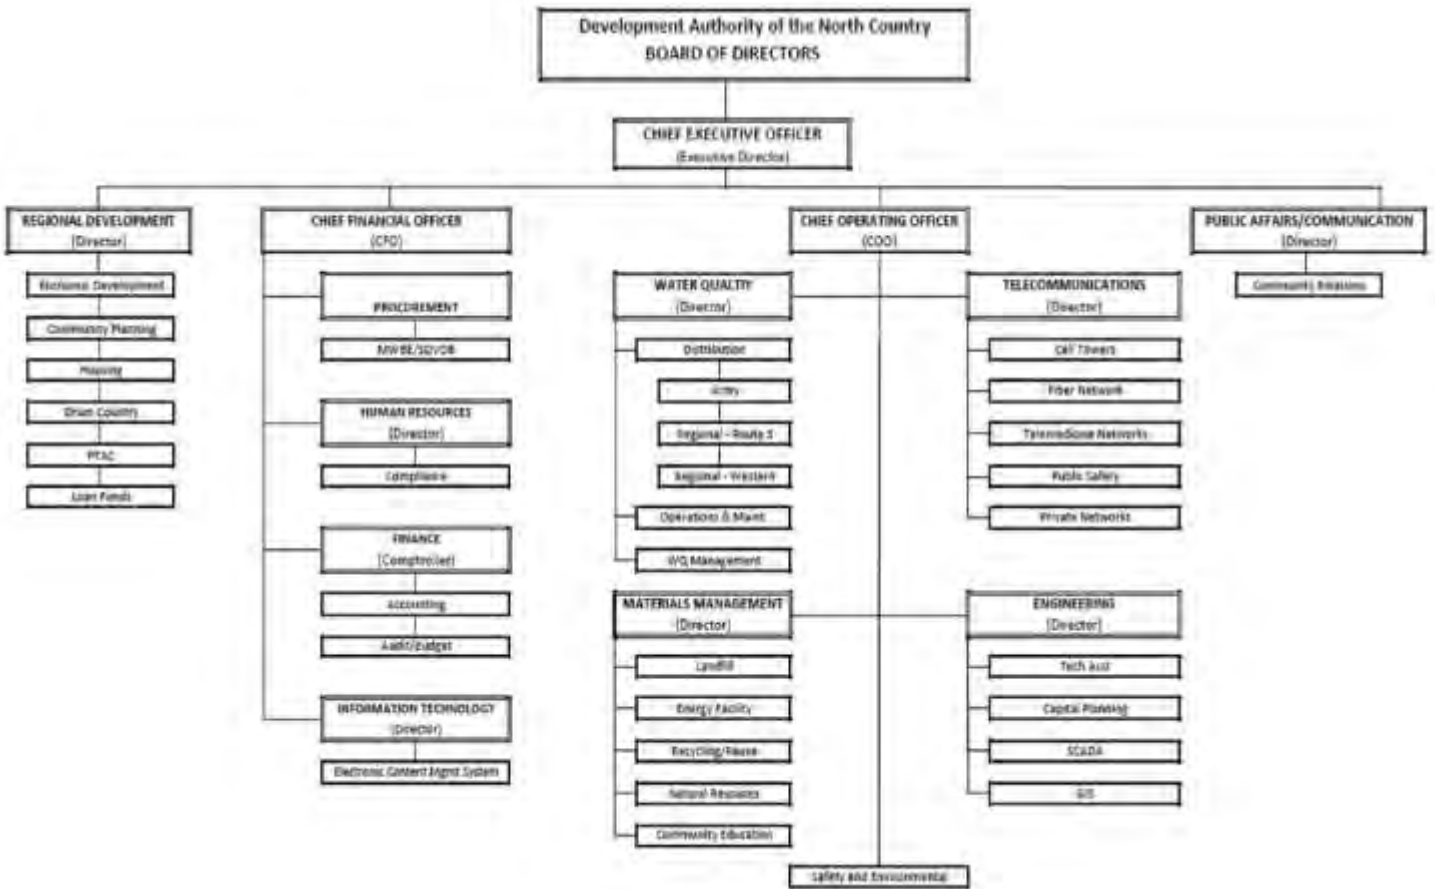 Development Authority of the North Country
BOARD OF DIRECTORS
CHIEF EXECUTIVE OFFICER
(Executive Director)
REGIONAL DEVELOPMENT
(Director)
Economic Development
Community Planning
Housing
Drum Country
PTAC
Loan Funds
CHIEF FINANCIAL OFFICER
(CFO)
PROCUREMENT
MWBE/SDVOB
HUMAN RESOURCES
(Director)
Compliance
FINANCE
(Comptroller)
Accounting
Audit/Budget
INFORMATION TECHNOLOGY
(Director)
Electronic Content Mgmt System
CHIEF OPERATING OFFICER
(COO)
WATER QUALTIY
(Director)
Distribution
Army
Regional - Route 3
Regional - Western
Operations & Maint
WQ Management
MATERIALS MANAGEMENT
(Director)
Landfill
Energy Facility
Recycling/Reuse
Natural Resource
Community Education
TELECOMMUNICATIONS
(Director)
Cell Towers
Fiber Network
Telemedicine Networks
Public Safety
Private Networks
ENGINEERING
(Director)
Tech Asst
Capital Planning
SCADA
GIS
Safety and Environmental
PUBLIC AFFAIRS/COMMUNICATION
(Director)
Community Relations